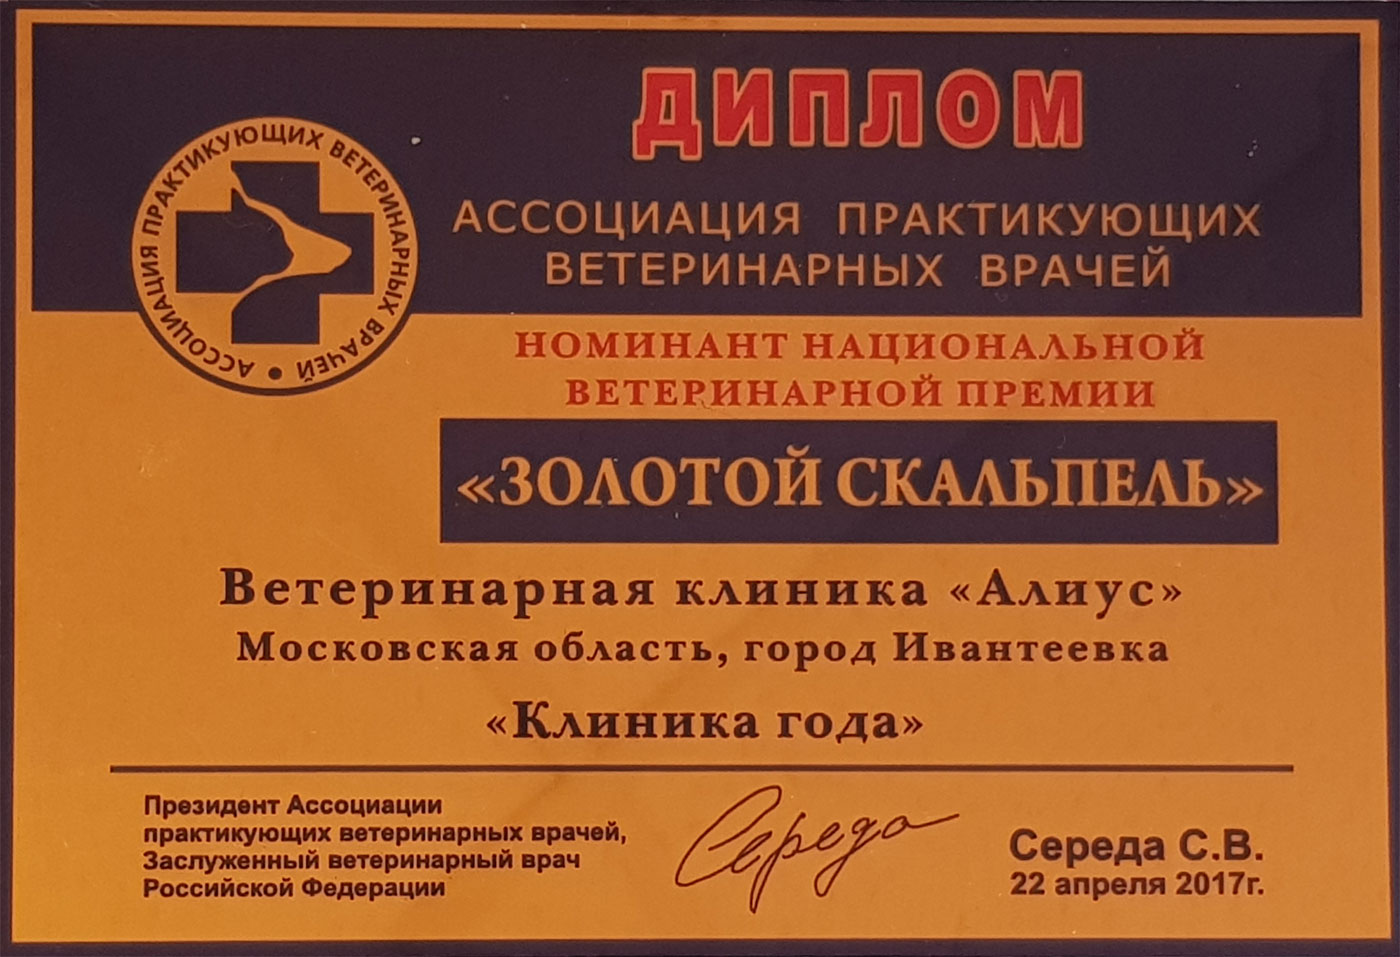 ДИПЛОМ
АССОЦИАЦИЯ ПРАКТИКУЮЩИХ
ВЕТЕРИНАРНЫХ ВРАЧЕЙ
АССОЦИАЦИЯ ПРАКТИКУЮЩИХ ВЕТЕРИНАРНЫХ ВРАЧЕЙ •
НОМИНАНТ НАЦИОНАЛЬНОЙ
ВЕТЕРИНАРНОЙ ПРЕМИИ
«ЗОЛОТОЙ СКАЛЬПЕЛЬ»
Ветеринарная клиника «Алиус»
Московская область, город Ивантеевка
«Клиника года»
Президент Ассоциации
практикующих ветеринарных врачей,
Заслуженный ветеринарный врач
Российской Федерации
Середа
Середа С.В.
22 апреля 2017г.